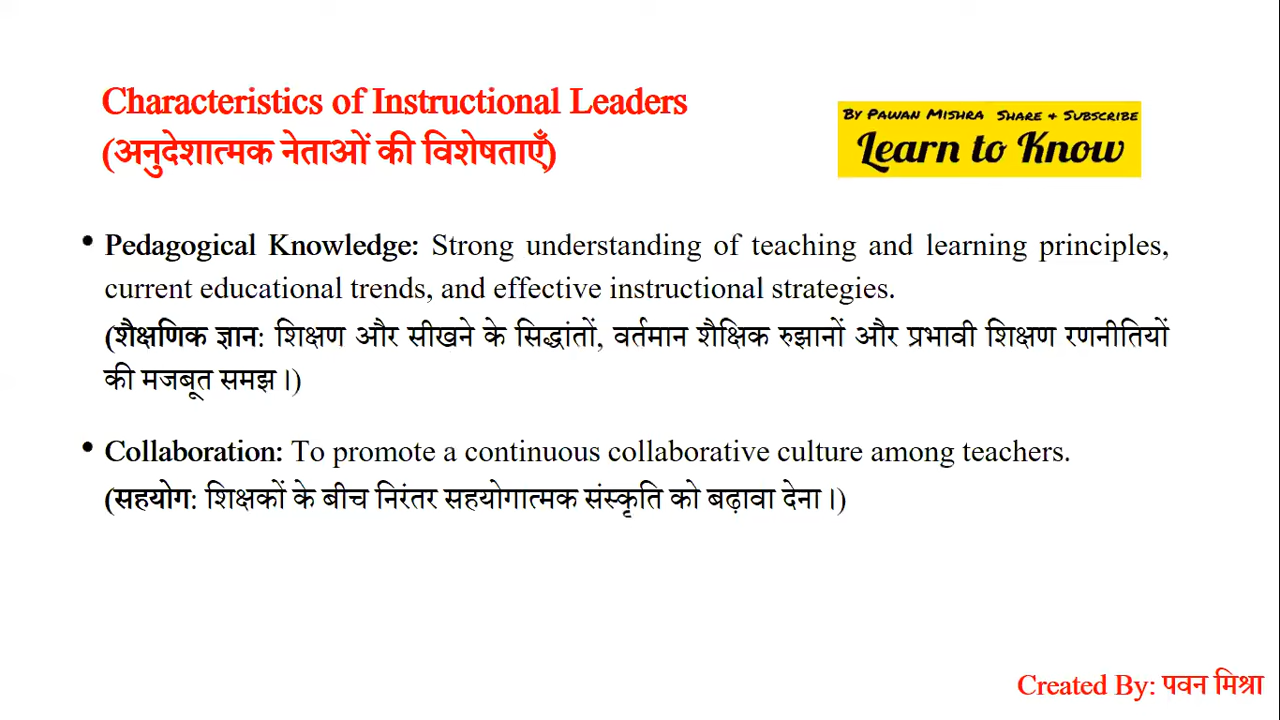 Characteristics of Instructional Leaders
(अनुदेशात्मक नेताओं की विशेषताएँ)
BY PAWAN MISHRA SHARE & SUBSCRIBE
Learn to Know
• Pedagogical Knowledge: Strong understanding of teaching and learning principles,
current educational trends, and effective instructional strategies.
(शैक्षणिक ज्ञान: शिक्षण और सीखने के सिद्धांतों, वर्तमान शैक्षिक रुझानों और प्रभावी शिक्षण रणनीतियों
की मजबूत समझ।)
• Collaboration: To promote a continuous collaborative culture among teachers.
(सहयोग: शिक्षकों के बीच निरंतर सहयोगात्मक संस्कृति को बढ़ावा देना।)
Created By: पवन मिश्रा